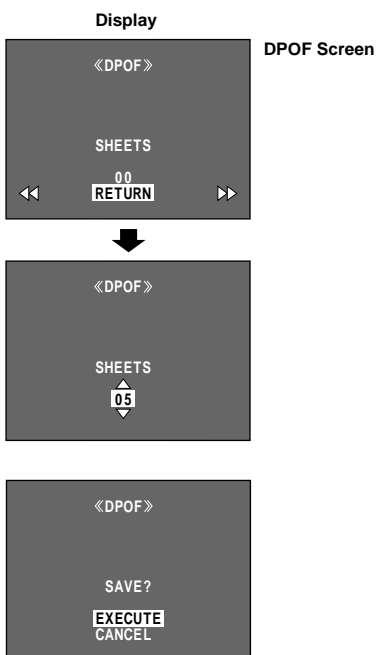 Display
DPOF Screen
《DPOF》
SHEETS
00
RETURN
《DPOF》
SHEETS
05
《DPOF》
SAVE?
EXECUTE
CANCEL